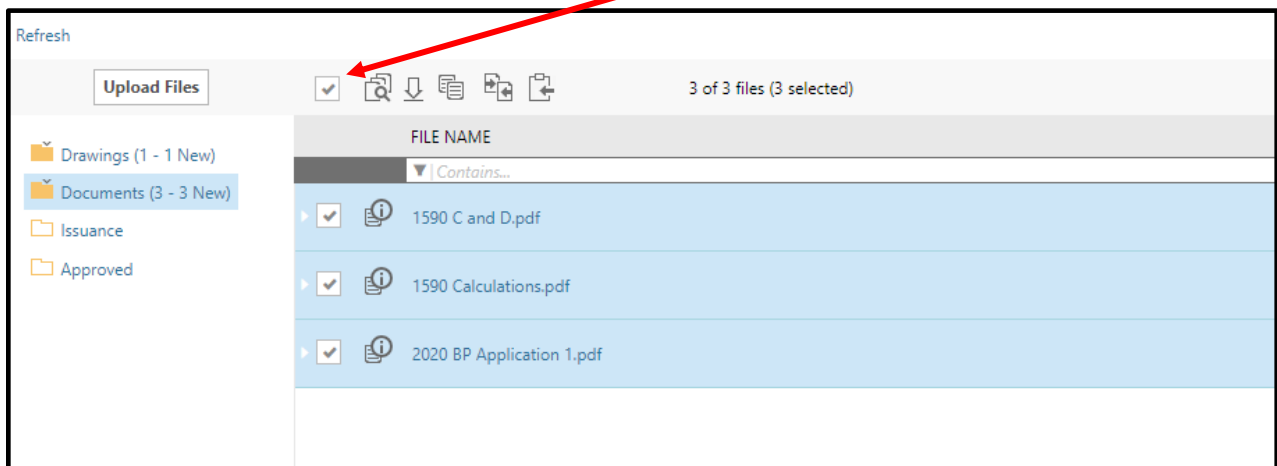 Refresh
Upload Files
3 of 3 files (3 selected)
FILE NAME
Contains...
Drawings (1 - 1 New)
Documents (3 - 3 New)
Issuance
Approved
1590 C and D.pdf
1590 Calculations.pdf
2020 BP Application 1.pdf